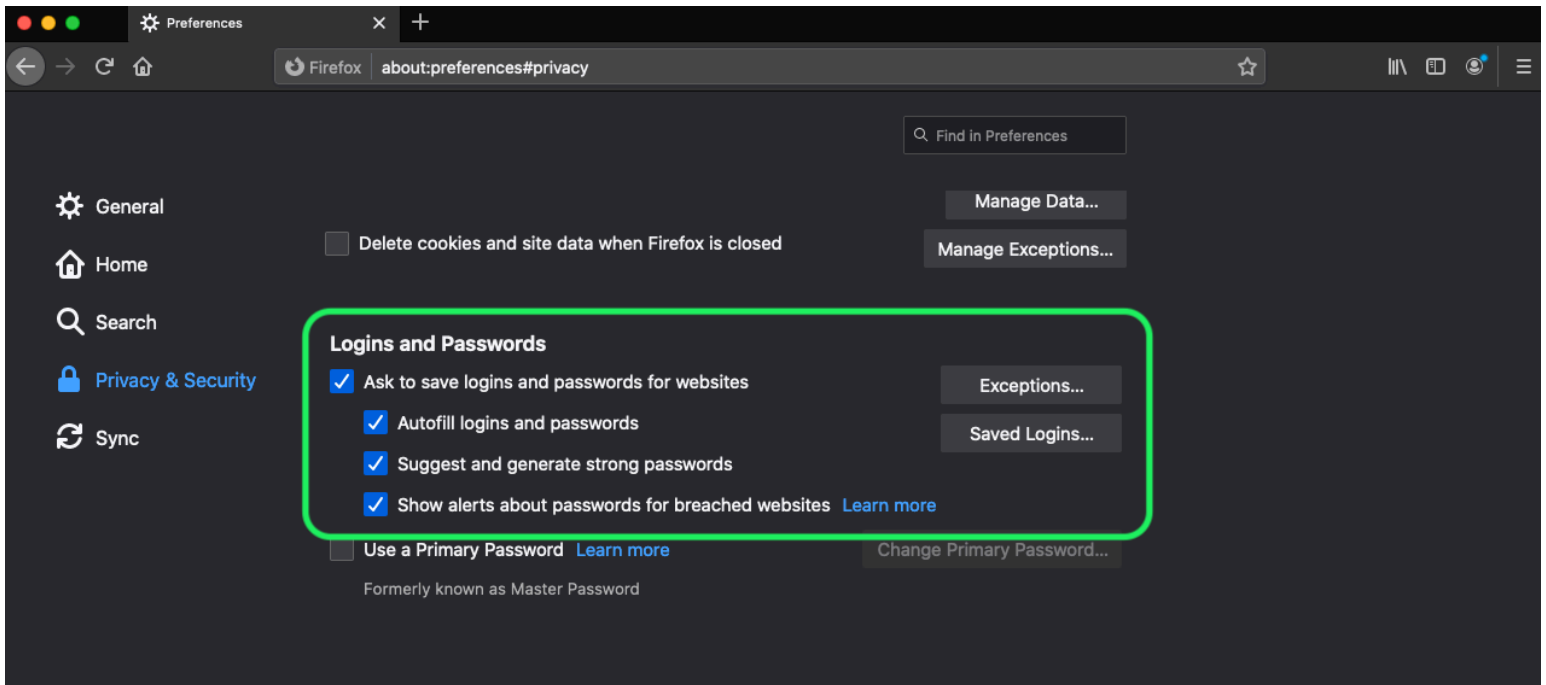 Preferences
Firefox about:preferences#privacy
Find in Preferences
General
Home
Search
Privacy & Security
Sync
Manage Data...
Delete cookies and site data when Firefox is closed
Manage Exceptions...
Logins and Passwords
Ask to save logins and passwords for websites
Exceptions...
Autofill logins and passwords
Saved Logins...
Suggest and generate strong passwords
Show alerts about passwords for breached websites Learn more
Use a Primary Password Learn more
Change Primary Password...
Formerly known as Master Password